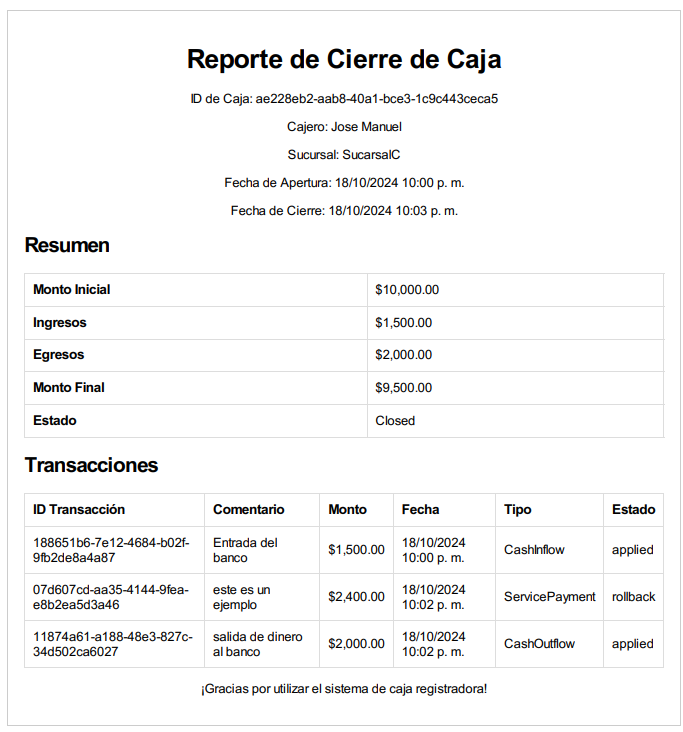 Reporte de Cierre de Caja
ID de Caja: ae228eb2-aab8-40a1-bce3-1c9c443ceca5
Cajero: Jose Manuel
Sucursal: SucarsalC
Fecha de Apertura: 18/10/2024 10:00 p. m.
Fecha de Cierre: 18/10/2024 10:03 p. m.
Resumen
Monto Inicial $10,000.00
Ingresos $1,500.00
Egresos $2,000.00
Monto Final $9,500.00
Estado Closed
Transacciones
ID Transacción Comentario Monto Fecha Tipo Estado
188651b6-7e12-4684-b02f- Entrada del 18/10/2024
9fb2de8a4a87 banco $1,500.00 10:00 p. m. CashInflow applied
07d607cd-aa35-4144-9fea- este es un 18/10/2024
e8b2ea5d3a46 ejemplo $2,400.00 10:02 p. m. ServicePayment rollback
11874a61-a188-48e3-827c- salida de dinero 18/10/2024
34d502ca6027 al banco $2,000.00 10:02 p. m. CashOutflow applied
¡Gracias por utilizar el sistema de caja registradora!